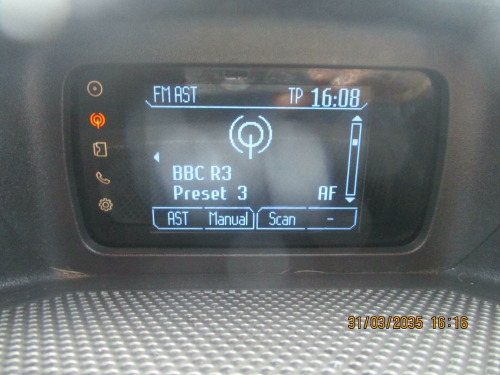 FM AST TP 16:08
BBC R3
Preset 3 AF
AST Manual Scan -
31/03/2035 16:16